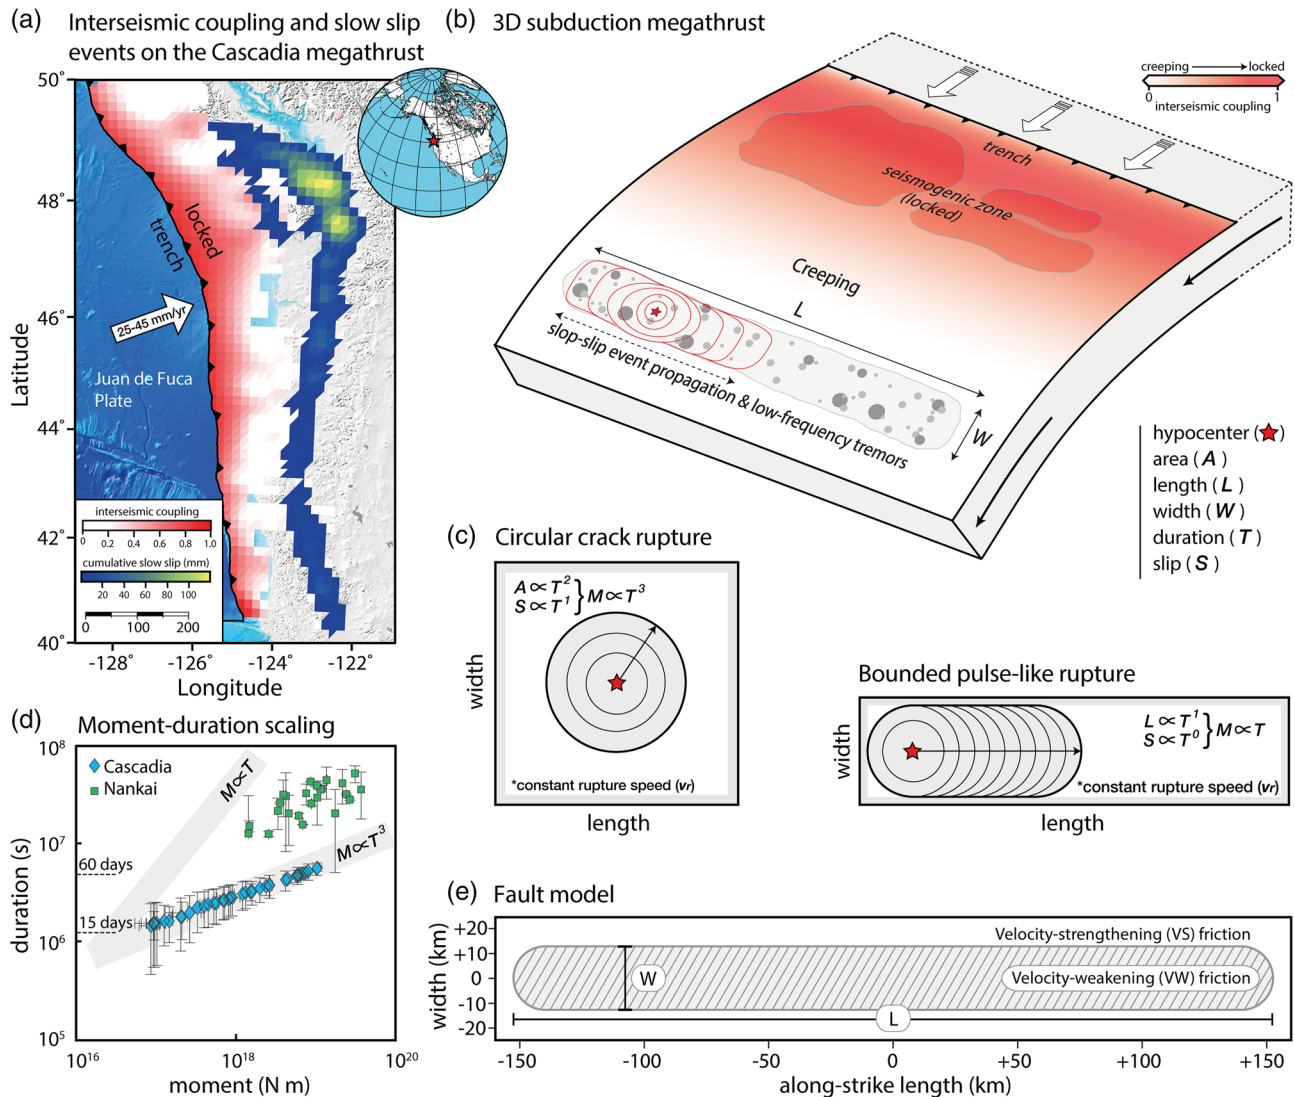 (a) Interseismic coupling and slow slip
events on the Cascadia megathrust
50°
48°
46°
44°
42°
40°
Latitude
locked
trench
25-45 mm/yr
Juan de Fuca
Plate
interseismic coupling
0 0.2 0.4 0.6 0.8 1.0
cumulative slow slip (mm)
20 40 60 80 100
0 100 200
-128° -126° -124° -122°
Longitude
(b) 3D subduction megathrust
creeping locked
0 1
interseismic coupling
trench
seismogenic zone
(locked)
Creeping
L
slop-slip event propagation & low-frequency tremors
W
hypocenter ( )
area ( A )
length ( L )
width ( W )
duration ( T )
slip ( S )
(c) Circular crack rupture
A ∝ T²
S ∝ T¹ } M ∝ T³
width
*constant rupture speed (vr)
length
Bounded pulse-like rupture
L ∝ T¹
S ∝ T⁰ } M ∝ T
width
*constant rupture speed (vr)
length
(d) Moment-duration scaling
10⁸
10⁷
10⁶
10⁵
duration (s)
Cascadia
Nankai
M ∝ T
M ∝ T³
60 days
15 days
10¹⁶ 10¹⁸ 10²⁰
moment (N m)
(e) Fault model
+20
+10
0
-10
-20
width (km)
Velocity-strengthening (VS) friction
Velocity-weakening (VW) friction
W
L
-150 -100 -50 0 +50 +100 +150
along-strike length (km)